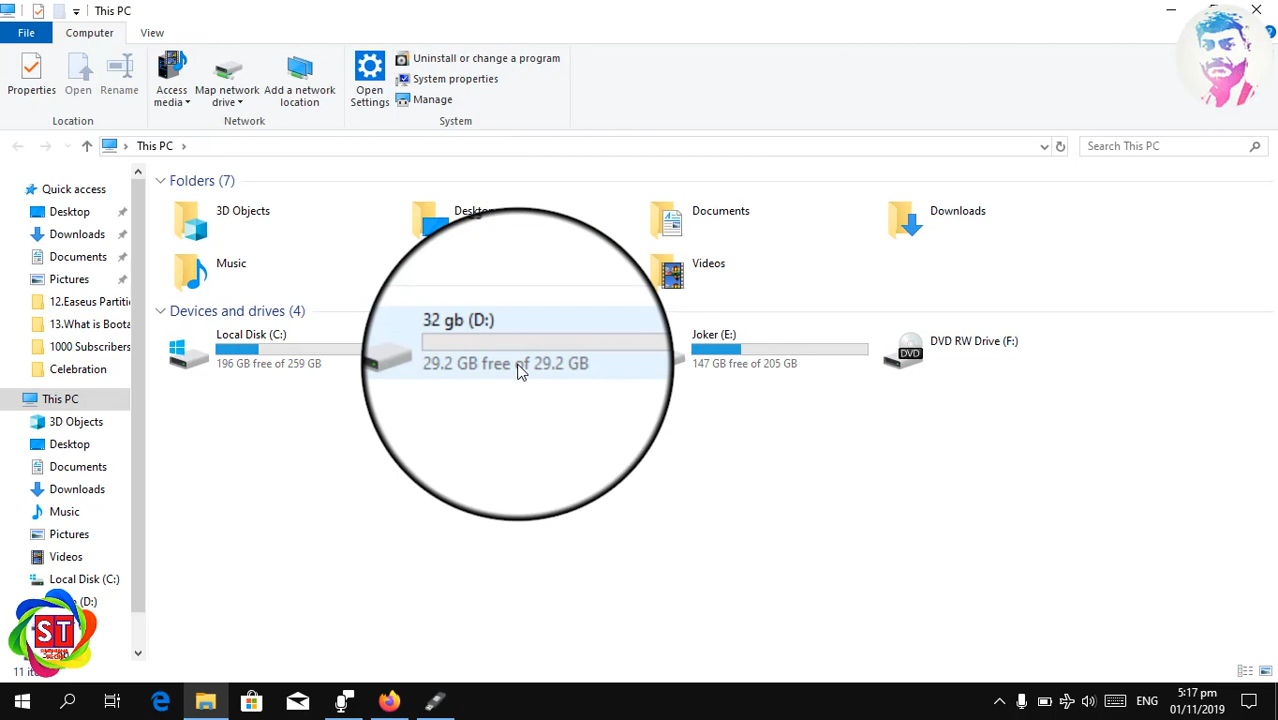 This PC
File Computer View
Properties
Open
Rename
Access media
Map network drive
Add a network location
Open Settings
Uninstall or change a program
System properties
Manage
Location
Network
System
This PC
Search This PC
Quick access
Desktop
Downloads
Documents
Pictures
12.Easeus Partiti
13.What is Boota
1000 Subscribers
Celebration
This PC
3D Objects
Desktop
Documents
Downloads
Music
Pictures
Videos
Local Disk (C:)
(D:)
Folders (7)
3D Objects
Documents
Downloads
Music
Videos
Devices and drives (4)
Local Disk (C:)
196 GB free of 259 GB
32 gb (D:)
29.2 GB free of 29.2 GB
Joker (E:)
147 GB free of 205 GB
DVD
DVD RW Drive (F:)
ST
ENG
5:17 pm
01/11/2019